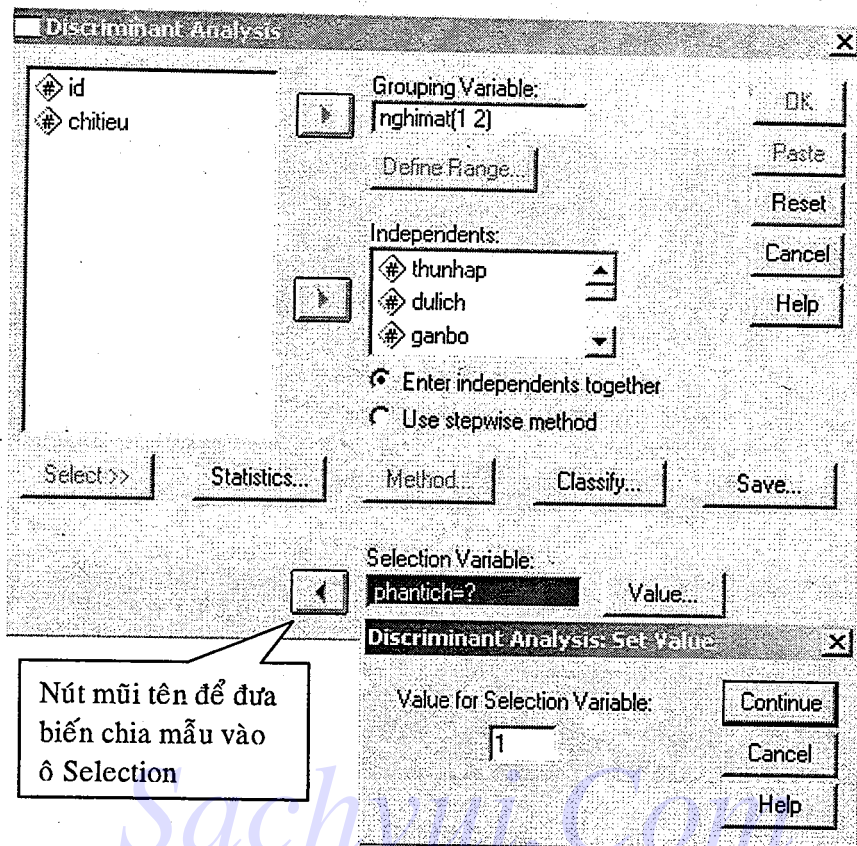 Discriminant Analysis
id
chitieu
Grouping Variable:
nghimat(1 2)
Define Range...
Independents:
thunhap
dulich
ganbo
Enter independents together
Use stepwise method
OK
Paste
Reset
Cancel
Help
Select >>
Statistics...
Method...
Classify...
Save...
Selection Variable:
phantich=?
Value...
Discriminant Analysis: Set Value
Value for Selection Variable:
1
Continue
Cancel
Help
Nút mũi tên để đưa
biến chia mẫu vào
ô Selection
Sachvui.Com